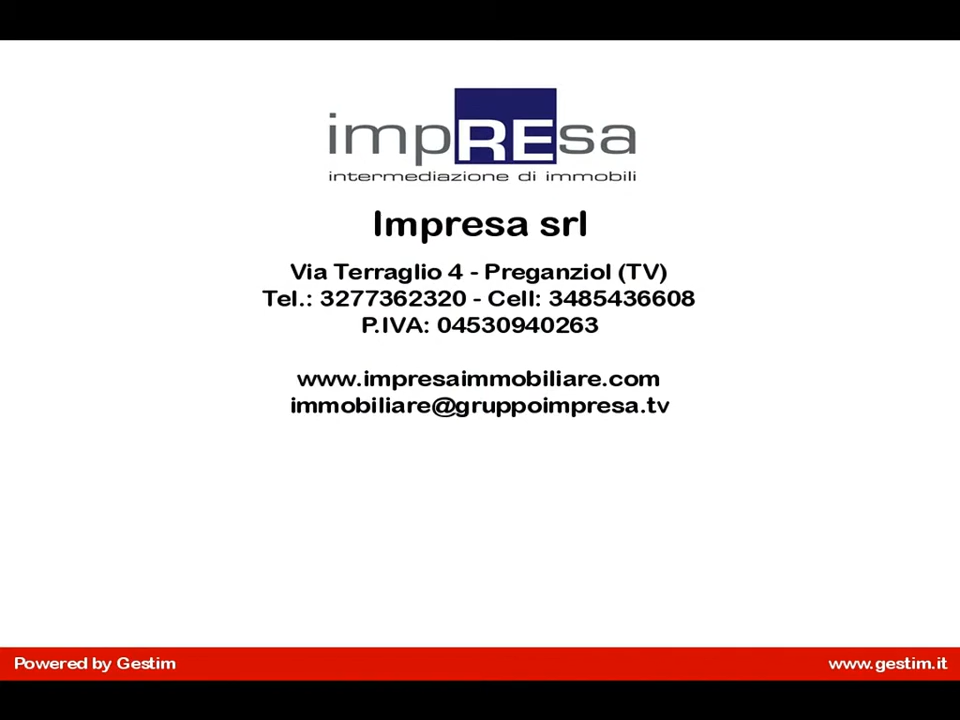 impREsa
intermediazione di immobili
Impresa srl
Via Terraglio 4 - Preganziol (TV)
Tel.: 3277362320 - Cell: 3485436608
P.IVA: 04530940263
www.impresaimmobiliare.com
immobiliare@gruppoimpresa.tv
Powered by Gestim
www.gestim.it